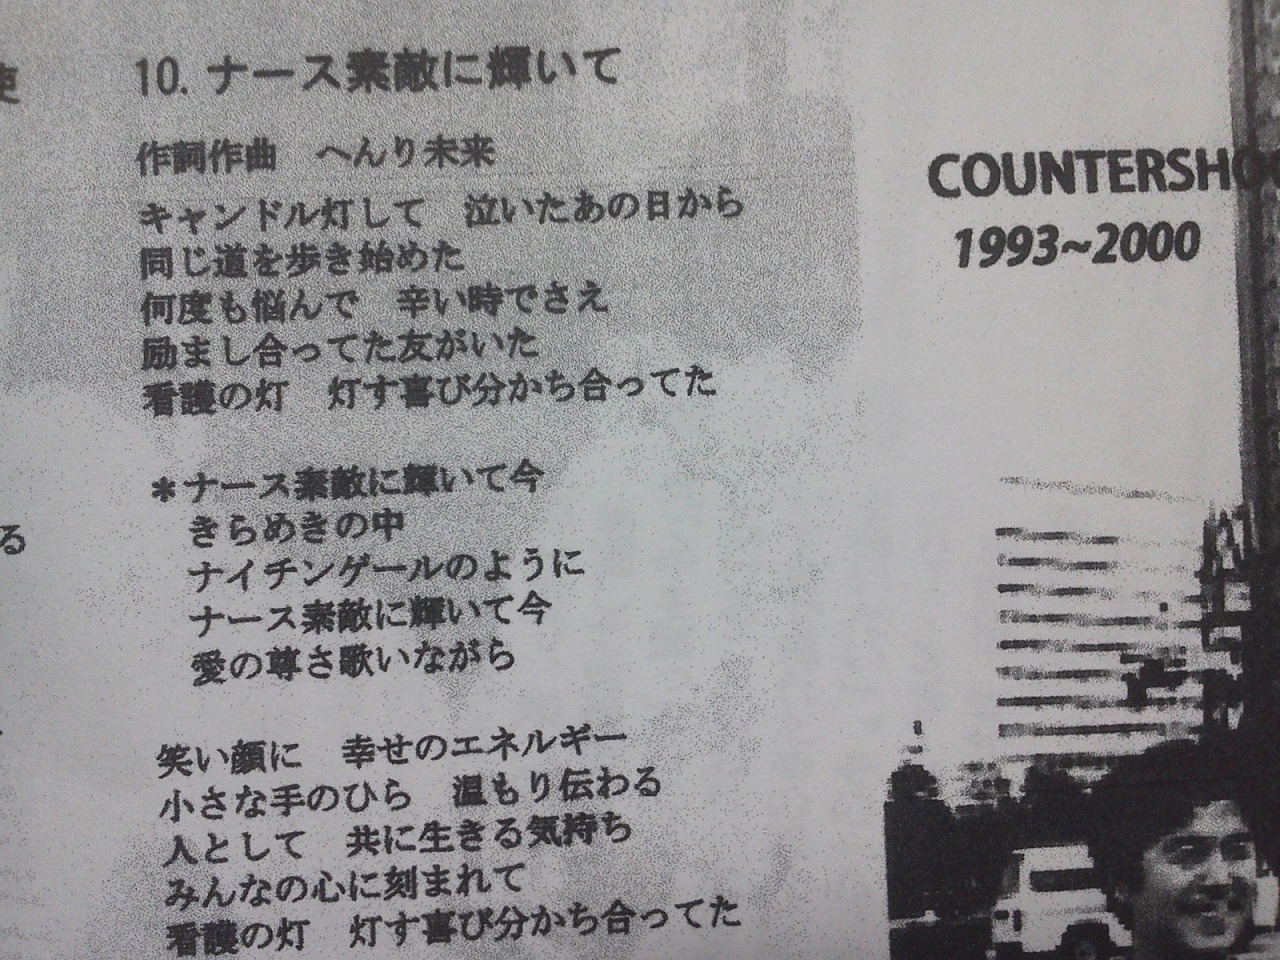 使
10. ナース素敵に輝いて
作詞作曲　へんり未来
キャンドル灯して　泣いたあの日から
同じ道を歩き始めた
何度も悩んで　辛い時でさえ
励まし合ってた友がいた
看護の灯　灯す喜び分かち合ってた
＊ナース素敵に輝いて今
きらめきの中
ナイチンゲールのように
ナース素敵に輝いて今
愛の尊さ歌いながら
笑い顔に　幸せのエネルギー
小さな手のひら　温もり伝わる
人として　共に生きる気持ち
みんなの心に刻まれて
看護の灯　灯す喜び分かち合ってた
る
COUNTERSHO
1993~2000